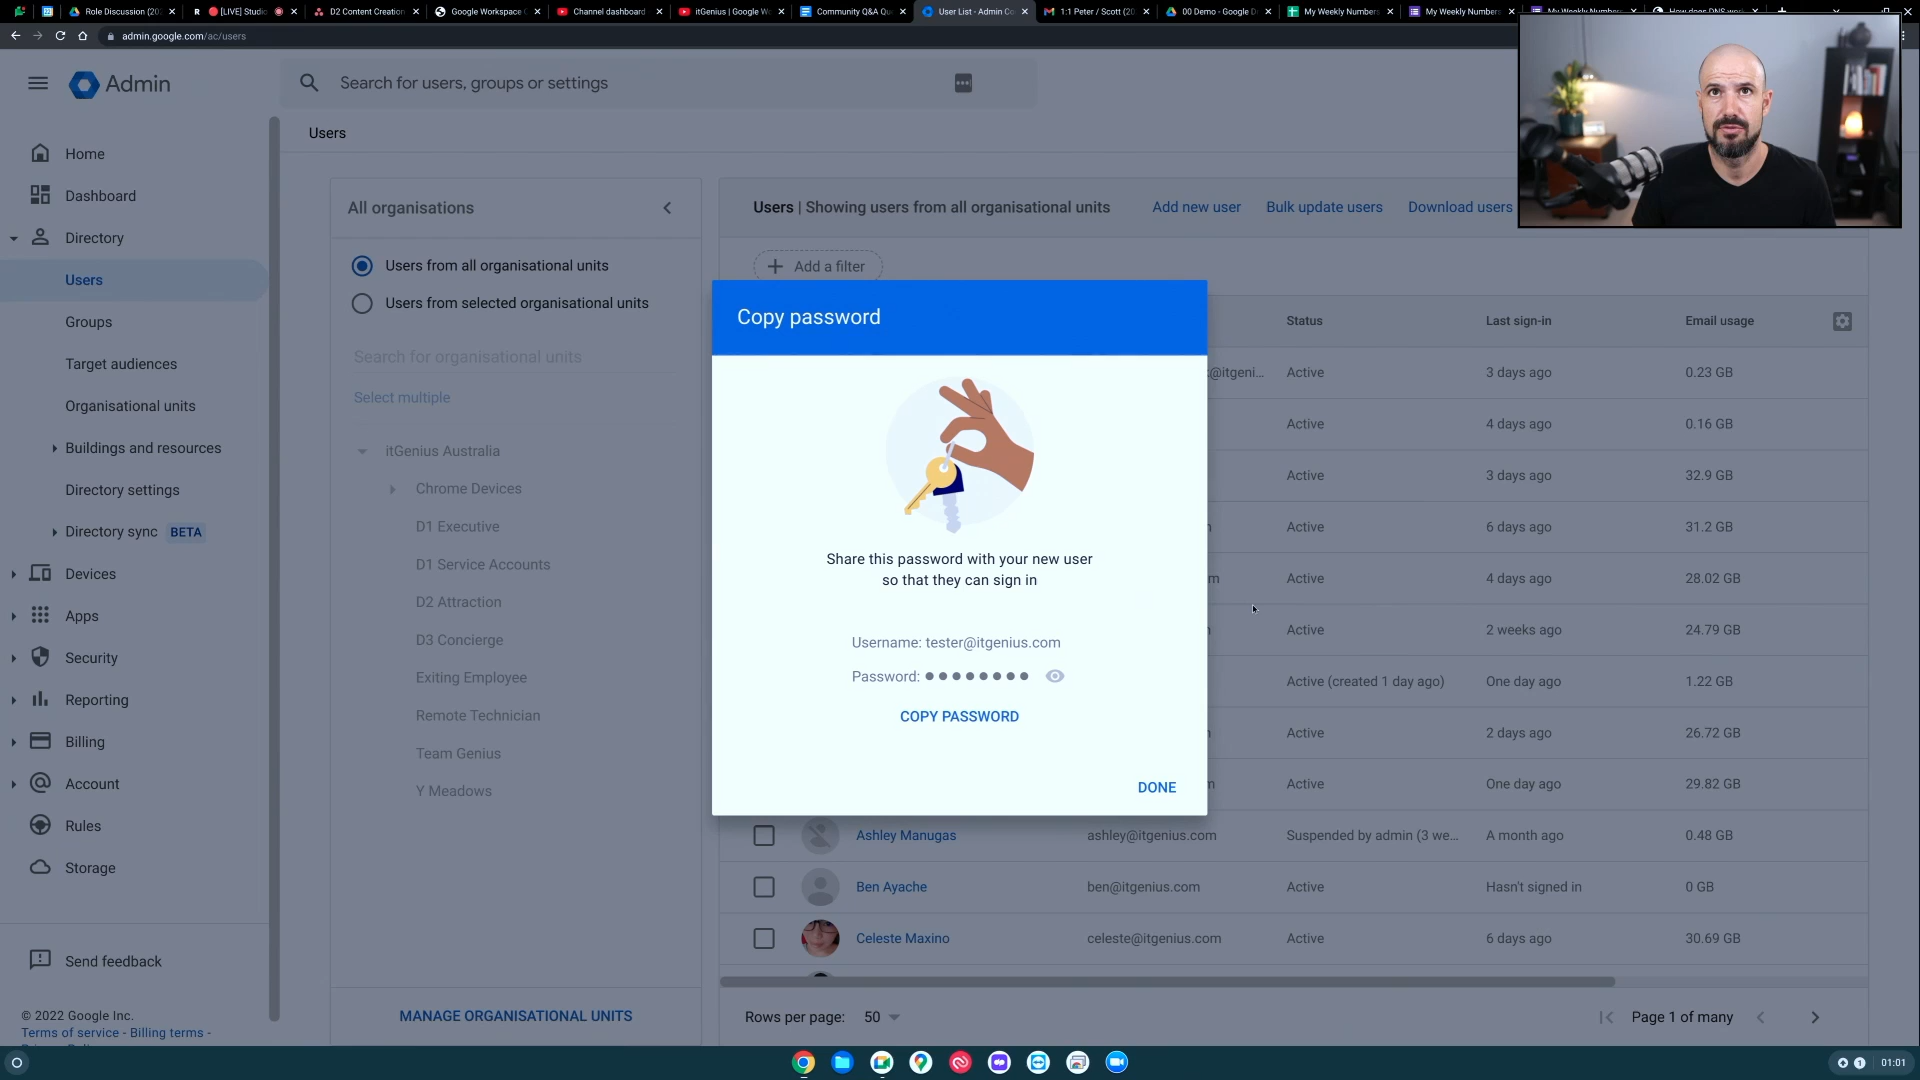 Role Discussion (20
[LIVE] Studio
D2 Content Creation
Google Workspace
Channel dashboard
itGenius | Google W
Community Q&A Qu
User List - Admin Co
1:1 Peter / Scott (20
00 Demo - Google D
My Weekly Numbers
My Weekly Numbers
My Weekly Numbers
How does DNS wor
admin.google.com/ac/users
Admin
Search for users, groups or settings
Users
Home
Dashboard
Directory
Users
Groups
Target audiences
Organisational units
Buildings and resources
Directory settings
Directory sync BETA
Devices
Apps
Security
Reporting
Billing
Account
Rules
Storage
Send feedback
© 2022 Google Inc.
Terms of service - Billing terms -
All organisations
Users from all organisational units
Users from selected organisational units
Search for organisational units
Select multiple
itGenius Australia
Chrome Devices
D1 Executive
D1 Service Accounts
D2 Attraction
D3 Concierge
Exiting Employee
Remote Technician
Team Genius
Y Meadows
MANAGE ORGANISATIONAL UNITS
Users | Showing users from all organisational units
Add new user
Bulk update users
Download users
Add a filter
Status Last sign-in Email usage
@itgeni... Active 3 days ago 0.23 GB
Active 4 days ago 0.16 GB
Active 3 days ago 32.9 GB
Active 6 days ago 31.2 GB
m Active 4 days ago 28.02 GB
Active 2 weeks ago 24.79 GB
Active (created 1 day ago) One day ago 1.22 GB
Active 2 days ago 26.72 GB
Active One day ago 29.82 GB
Ashley Manugas ashley@itgenius.com Suspended by admin (3 we... A month ago 0.48 GB
Ben Ayache ben@itgenius.com Active Hasn't signed in 0 GB
Celeste Maxino celeste@itgenius.com Active 6 days ago 30.69 GB
Rows per page: 50
Page 1 of many
Copy password
Share this password with your new user
so that they can sign in
Username: tester@itgenius.com
Password: ●●●●●●●●
COPY PASSWORD
DONE
01:01